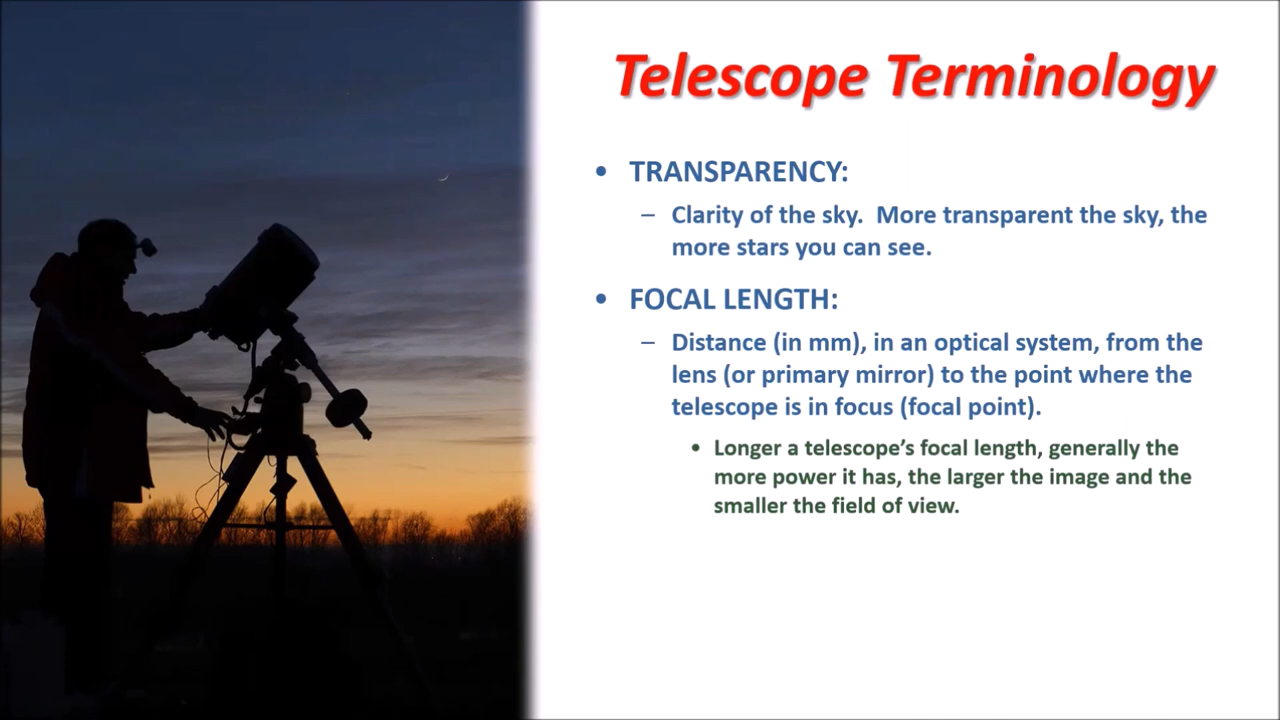 Telescope Terminology
• TRANSPARENCY:
– Clarity of the sky.  More transparent the sky, the
more stars you can see.
• FOCAL LENGTH:
– Distance (in mm), in an optical system, from the
lens (or primary mirror) to the point where the
telescope is in focus (focal point).
• Longer a telescope’s focal length, generally the
more power it has, the larger the image and the
smaller the field of view.